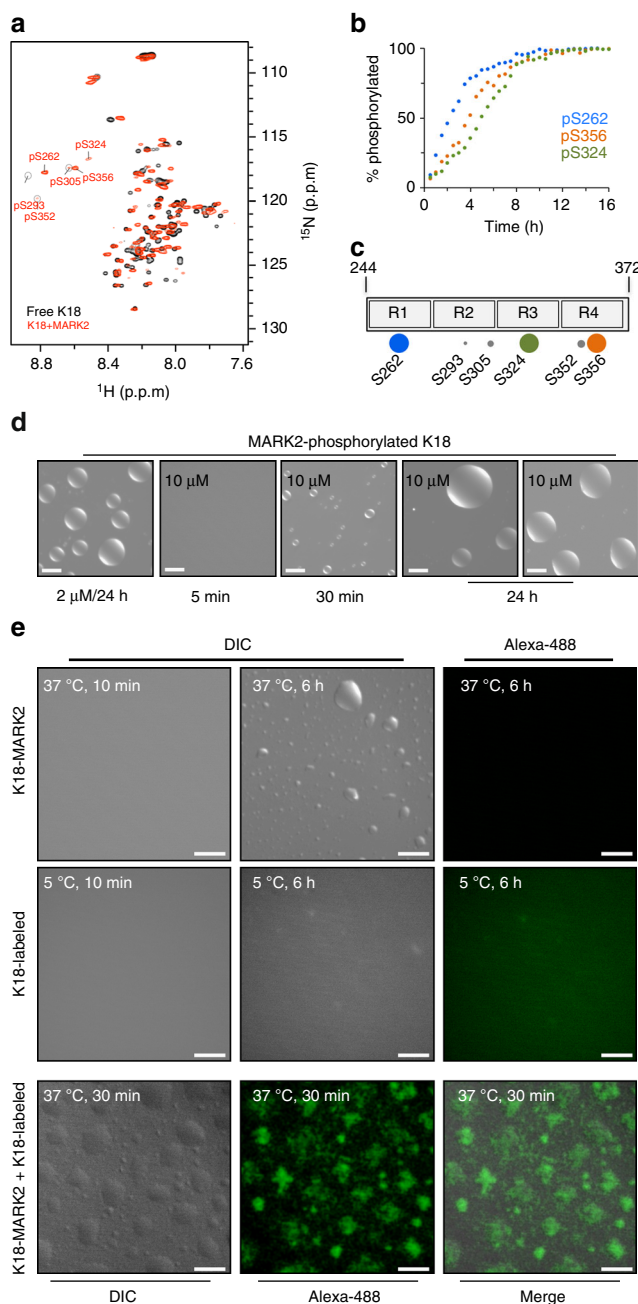 a
110
115
120
125
130
¹⁵N (p.p.m)
pS324
pS262
pS305
pS356
pS293
pS352
Free K18
K18+MARK2
8.8 8.4 8.0 7.6
¹H (p.p.m)
b
100
50
0
% phosphorylated
pS262
pS356
pS324
0 4 8 12 16
Time (h)
c
244 372
R1 R2 R3 R4
S262 S293 S305 S324 S352 S356
d
MARK2-phosphorylated K18
10 μM 10 μM 10 μM 10 μM
2 μM/24 h 5 min 30 min 24 h
e
DIC Alexa-488
K18-MARK2
37 °C, 10 min 37 °C, 6 h 37 °C, 6 h
K18-labeled
5 °C, 10 min 5 °C, 6 h 5 °C, 6 h
K18-MARK2 + K18-labeled
37 °C, 30 min 37 °C, 30 min 37 °C, 30 min
DIC Alexa-488 Merge